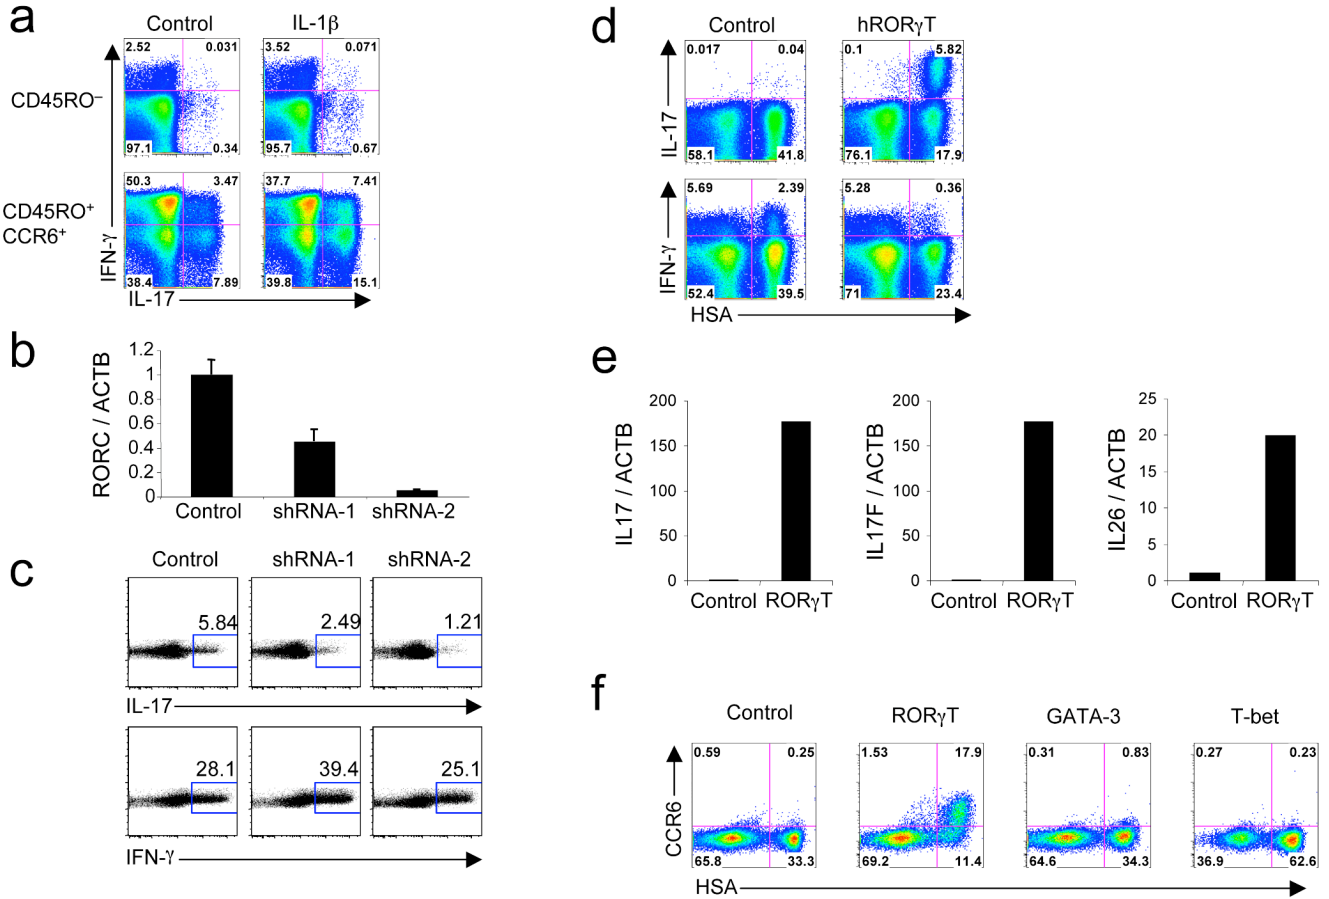 a
Control IL-1β
CD45RO–
2.52 0.031
97.1 0.34
3.52 0.071
95.7 0.67
CD45RO+
CCR6+
50.3 3.47
38.4 7.89
37.7 7.41
39.8 15.1
IFN-γ
IL-17
b
RORC / ACTB
1.2
1
0.8
0.6
0.4
0.2
0
Control shRNA-1 shRNA-2
c
Control shRNA-1 shRNA-2
5.84 2.49 1.21
IL-17
28.1 39.4 25.1
IFN-γ
d
Control hRORγT
IL-17
0.017 0.04
58.1 41.8
0.1 5.82
76.1 17.9
IFN-γ
5.69 2.39
52.4 39.5
5.28 0.36
71 23.4
HSA
e
IL17 / ACTB
200
150
100
50
0
Control RORγT
IL17F / ACTB
200
150
100
50
0
Control RORγT
IL26 / ACTB
25
20
15
10
5
0
Control RORγT
f
Control RORγT GATA-3 T-bet
CCR6
0.59 0.25
65.8 33.3
1.53 17.9
69.2 11.4
0.31 0.83
64.6 34.3
0.27 0.23
36.9 62.6
HSA